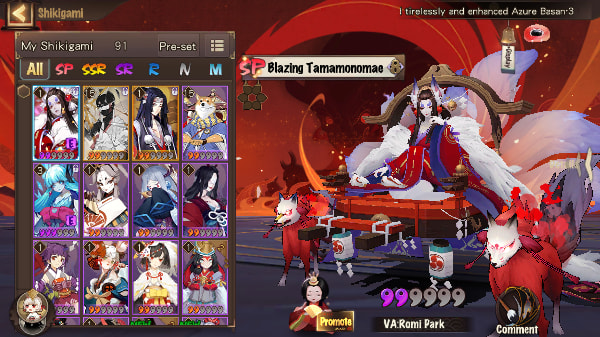 Shikigami
I tirelessly and enhanced Azure Basan·3
My Shikigami 91 Pre-set
All SP SSR SR R N M
SP Blazing Tamamonomae
Display
Promote
VA:Romi Park
Comment